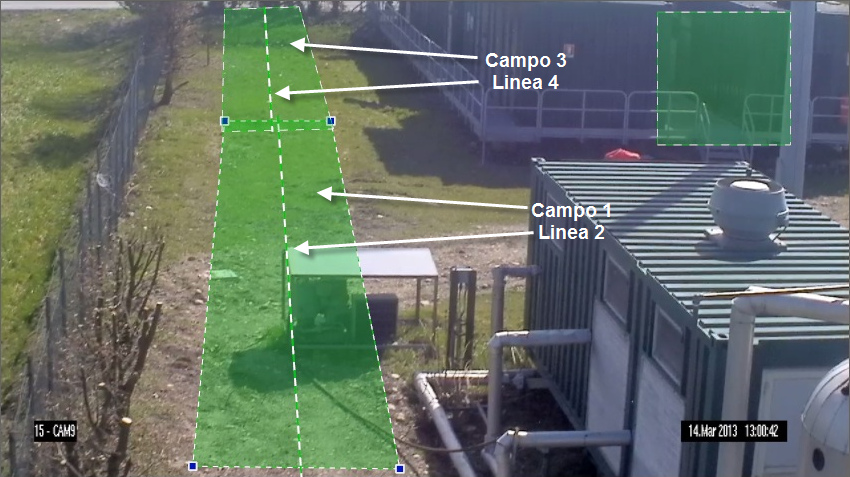 Campo 3
Linea 4
Campo 1
Linea 2
15 - CAM9
14.Mar 2013 13:00:42